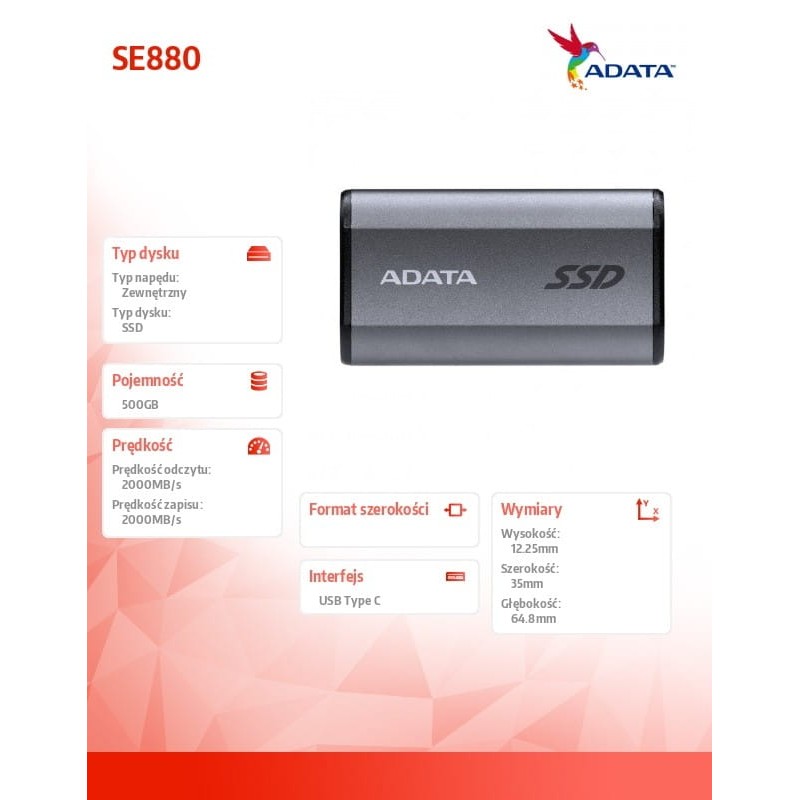 SE880
ADATA
ADATA
SSD
Typ dysku
Typ napędu:
Zewnętrzny
Typ dysku:
SSD
Pojemność
500GB
Prędkość
Prędkość odczytu:
2000MB/s
Prędkość zapisu:
2000MB/s
Format szerokości
Interfejs
USB Type C
Wymiary
Y
X
Wysokość:
12.25mm
Szerokość:
35mm
Głębokość:
64.8mm